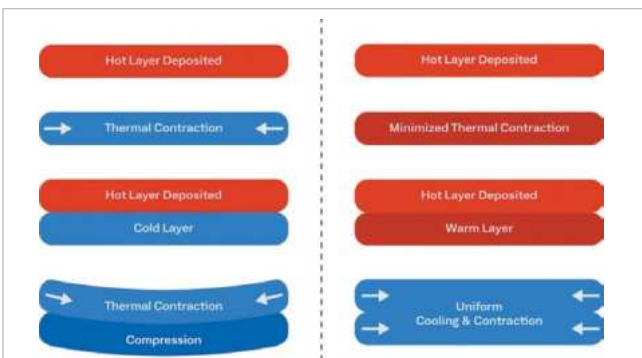 Hot Layer Deposited
Thermal Contraction
Hot Layer Deposited
Cold Layer
Thermal Contraction
Compression
Hot Layer Deposited
Minimized Thermal Contraction
Hot Layer Deposited
Warm Layer
Uniform
Cooling & Contraction